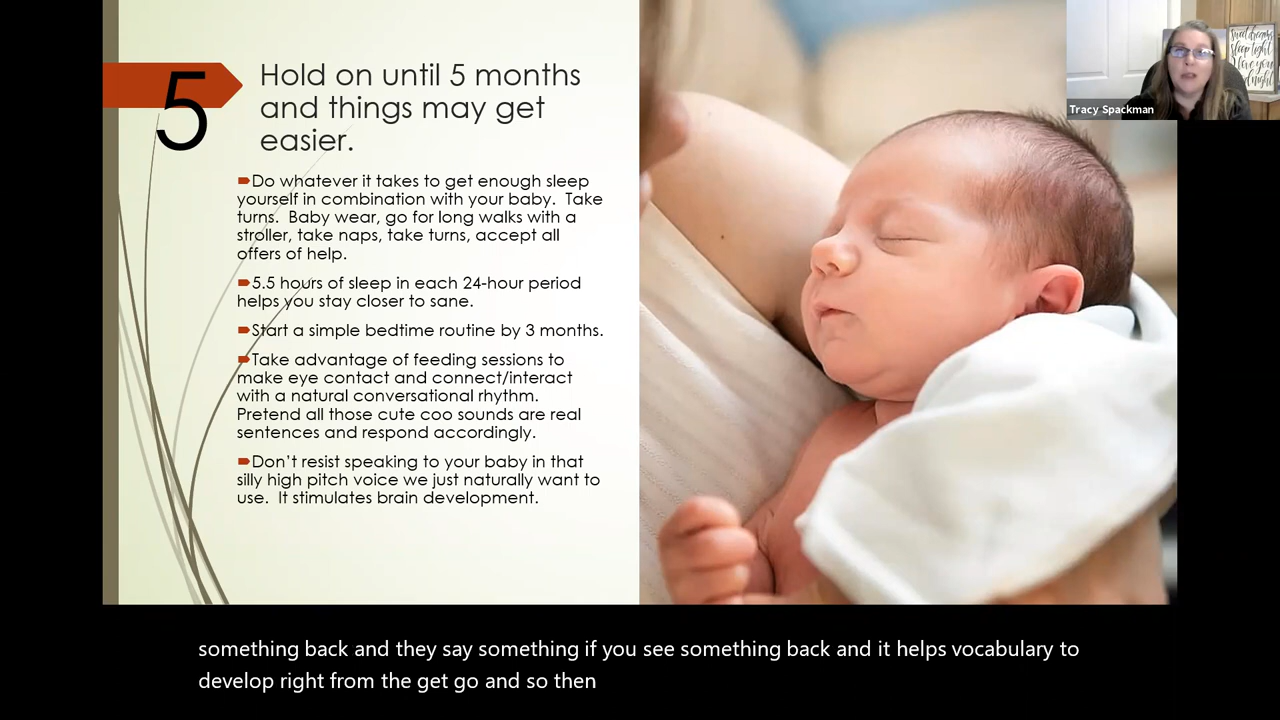 5
Hold on until 5 months
and things may get
easier.
Do whatever it takes to get enough sleep
yourself in combination with your baby.  Take
turns.  Baby wear, go for long walks with a
stroller, take naps, take turns, accept all
offers of help.
5.5 hours of sleep in each 24-hour period
helps you stay closer to sane.
Start a simple bedtime routine by 3 months.
Take advantage of feeding sessions to
make eye contact and connect/interact
with a natural conversational rhythm.
Pretend all those cute coo sounds are real
sentences and respond accordingly.
Don't resist speaking to your baby in that
silly high pitch voice we just naturally want to
use.  It stimulates brain development.
sweet dreams
sleep tight
love you
Tracy Spackman
something back and they say something if you see something back and it helps vocabulary to
develop right from the get go and so then